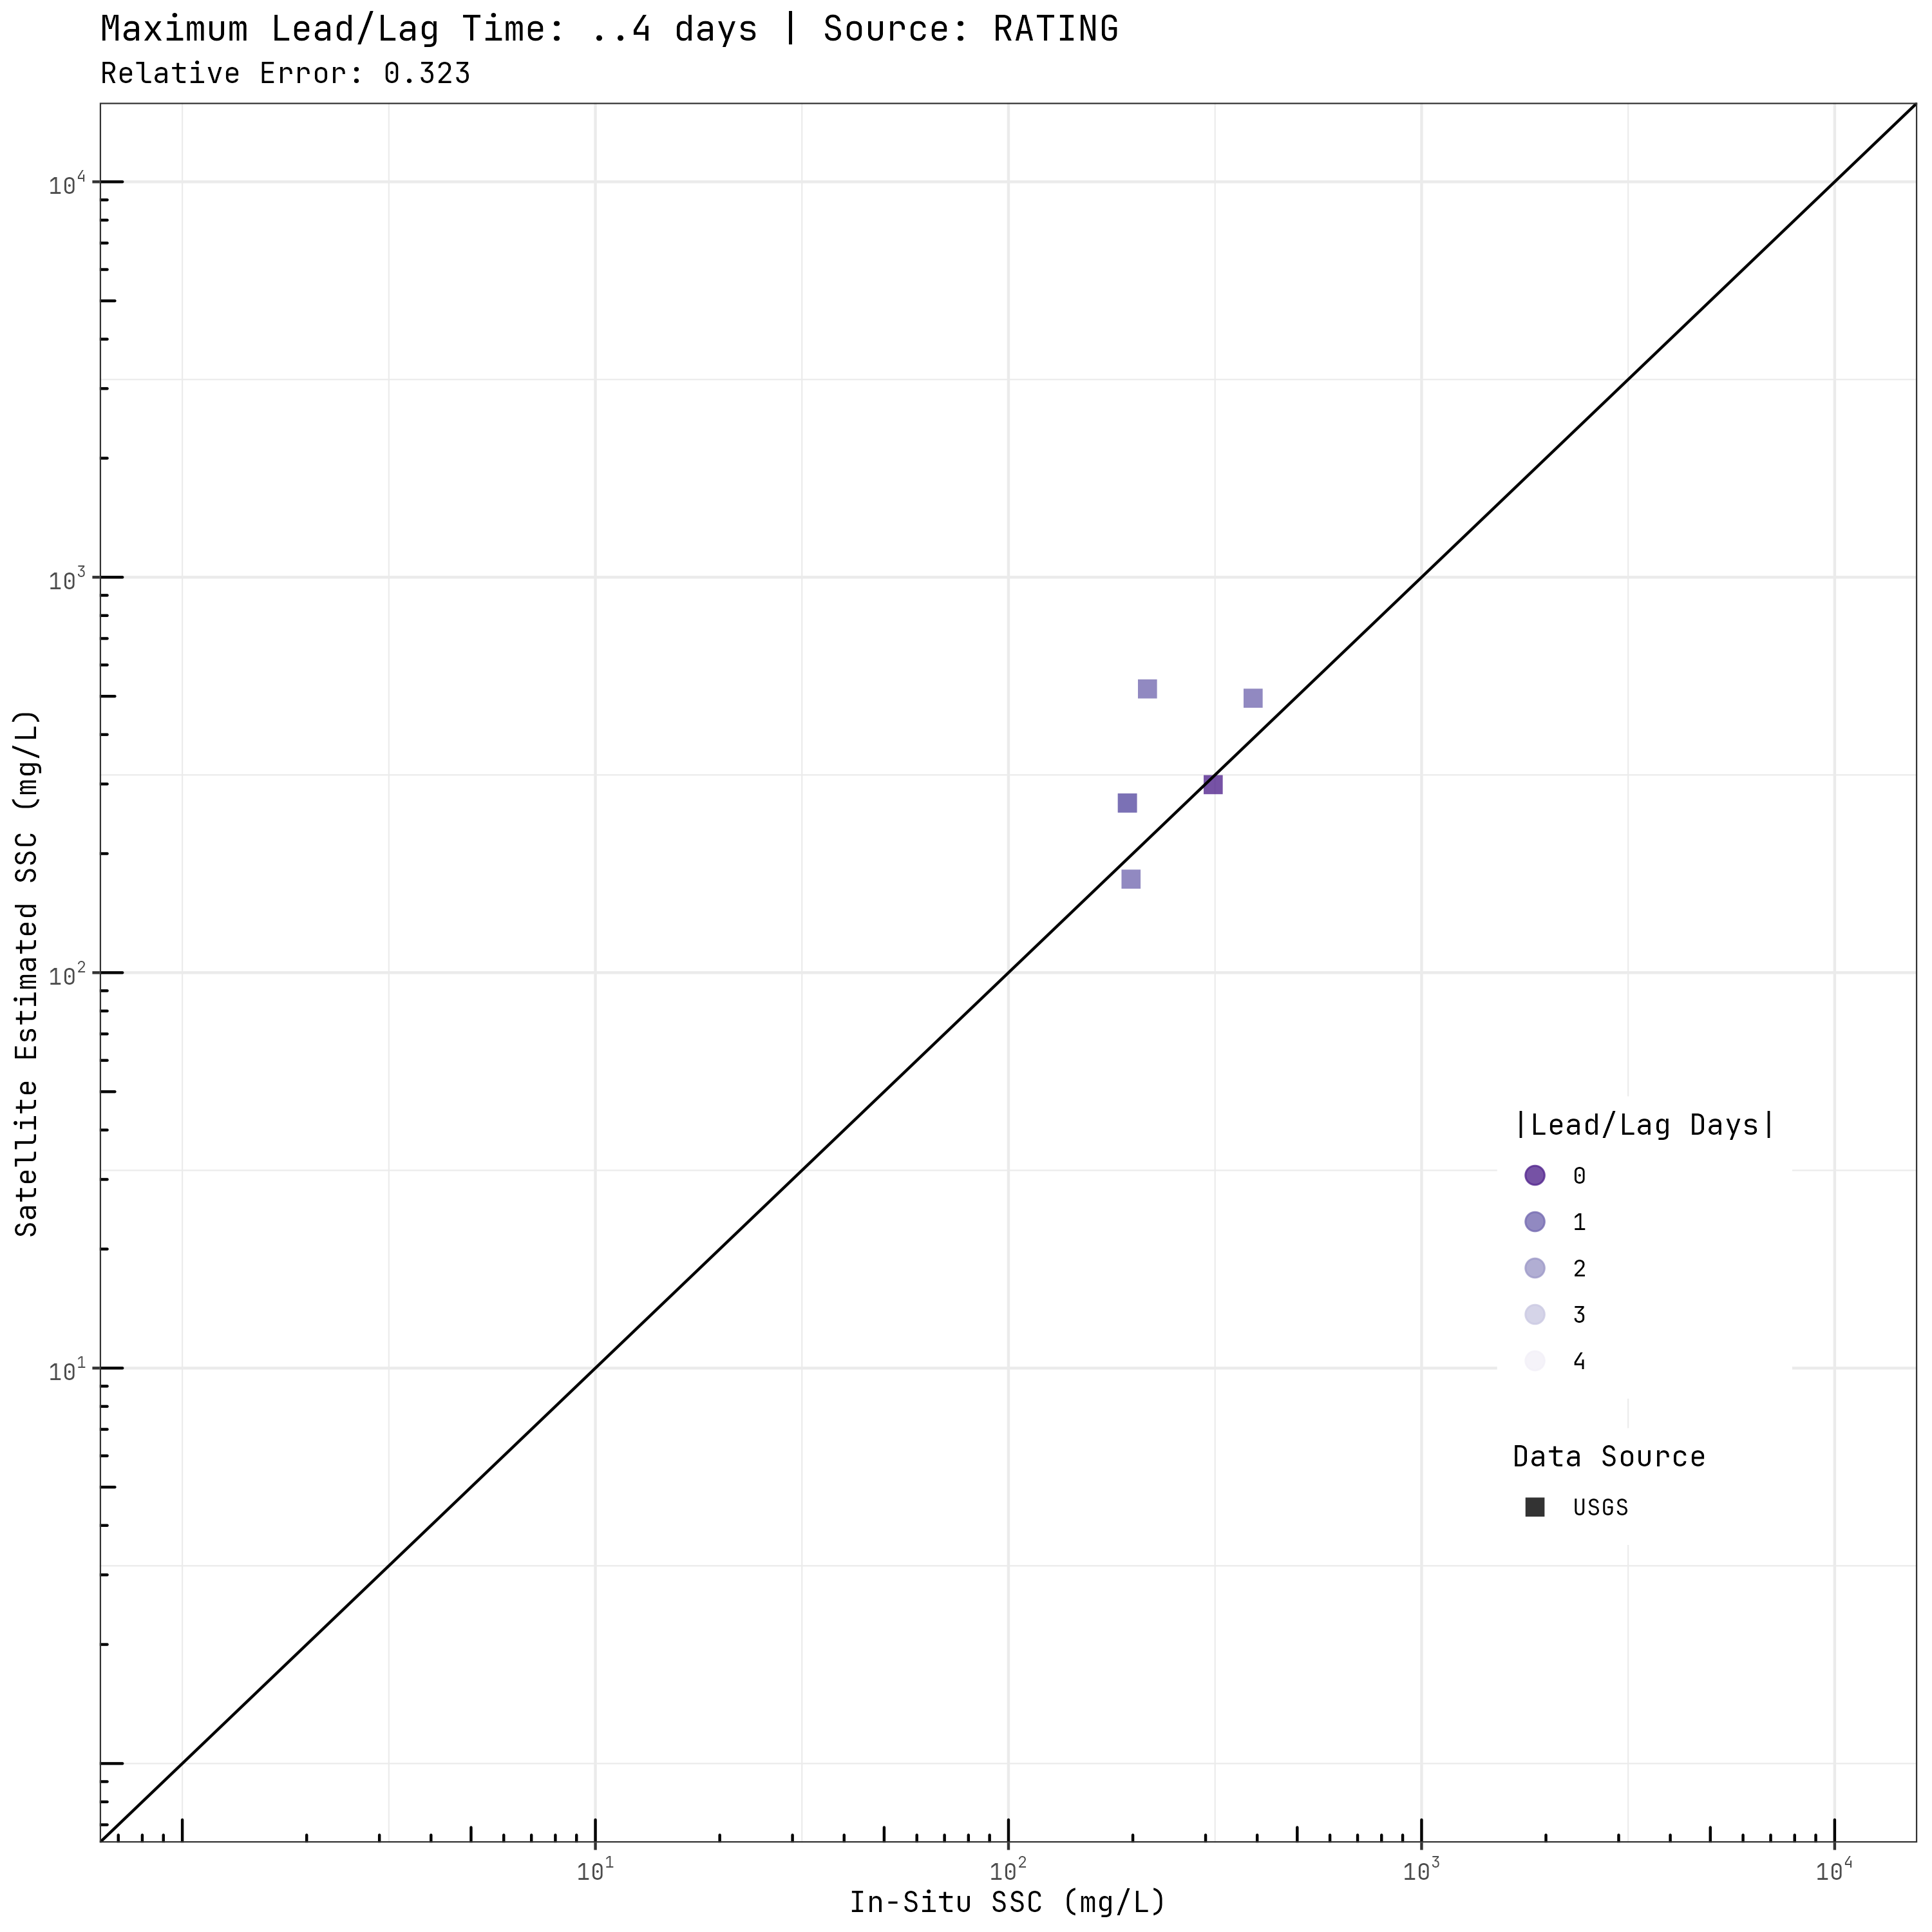 Maximum Lead/Lag Time: ..4 days | Source: RATING
Relative Error: 0.323
Satellite Estimated SSC (mg/L)
10⁴
10³
10²
10¹
|Lead/Lag Days|
0
1
2
3
4
Data Source
USGS
10¹ 10² 10³ 10⁴
In-Situ SSC (mg/L)